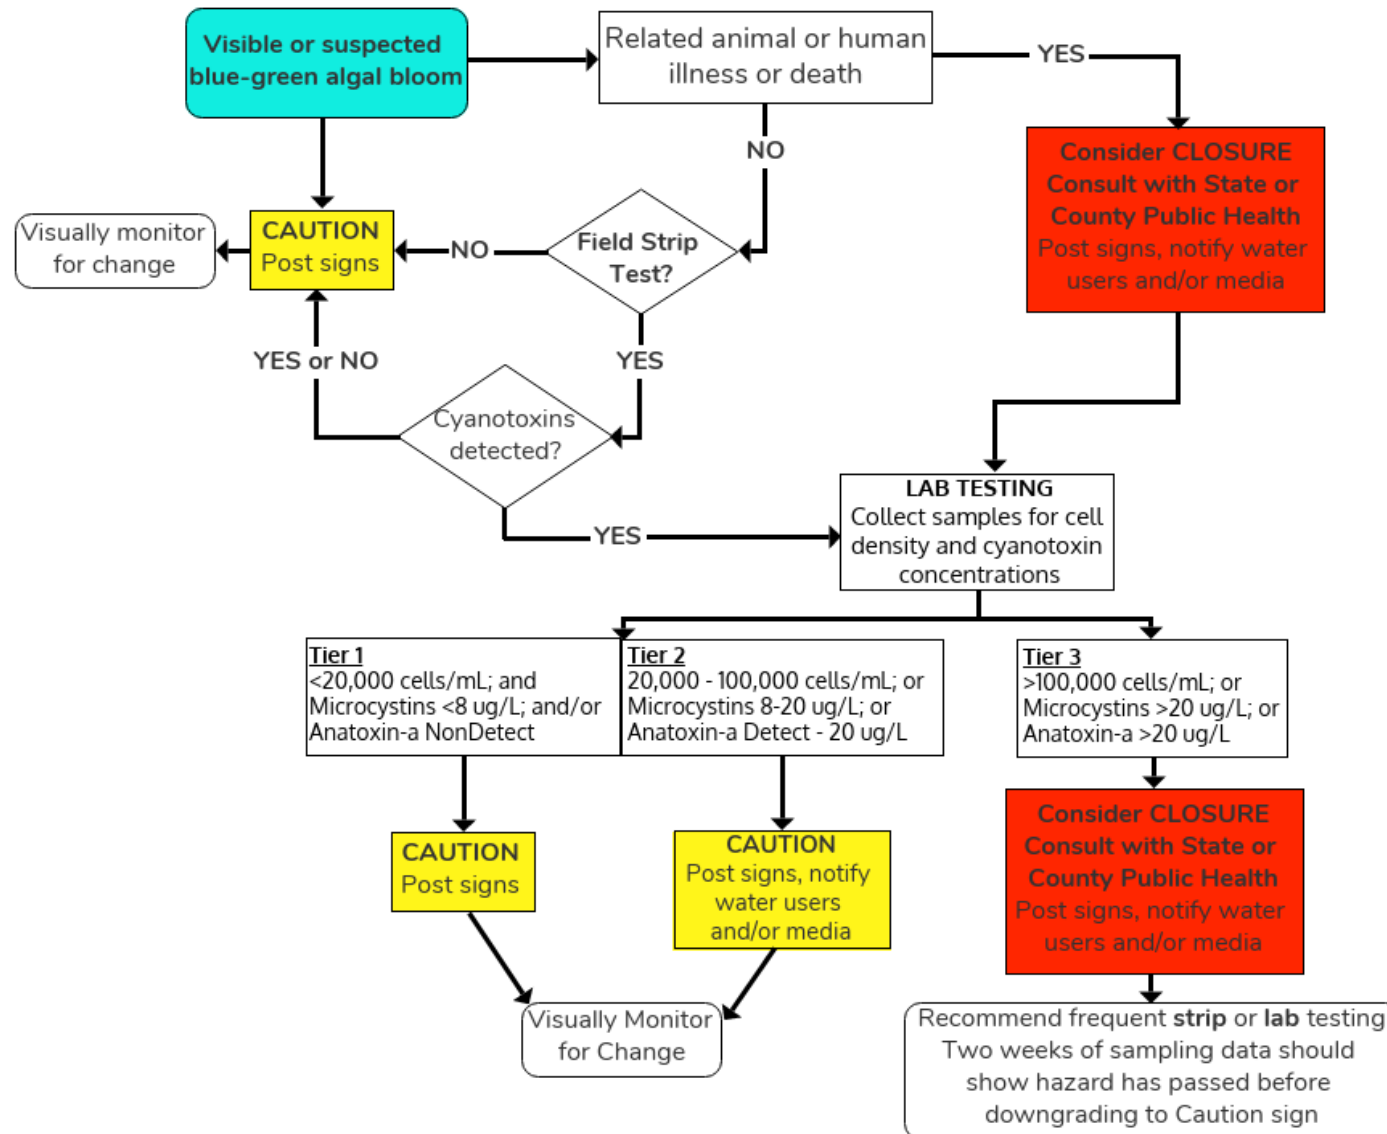 Visible or suspected
blue-green algal bloom
Related animal or human
illness or death
YES
NO
Consider CLOSURE
Consult with State or
County Public Health
Post signs, notify water
users and/or media
Visually monitor
for change
CAUTION
Post signs
NO
Field Strip
Test?
YES or NO
YES
Cyanotoxins
detected?
YES
LAB TESTING
Collect samples for cell
density and cyanotoxin
concentrations
Tier 1
<20,000 cells/mL; and
Microcystins <8 ug/L; and/or
Anatoxin-a NonDetect
Tier 2
20,000 - 100,000 cells/mL; or
Microcystins 8-20 ug/L; or
Anatoxin-a Detect - 20 ug/L
Tier 3
>100,000 cells/mL; or
Microcystins >20 ug/L; or
Anatoxin-a >20 ug/L
CAUTION
Post signs
CAUTION
Post signs, notify
water users
and/or media
Consider CLOSURE
Consult with State or
County Public Health
Post signs, notify water
users and/or media
Visually Monitor
for Change
Recommend frequent strip or lab testing
Two weeks of sampling data should
show hazard has passed before
downgrading to Caution sign